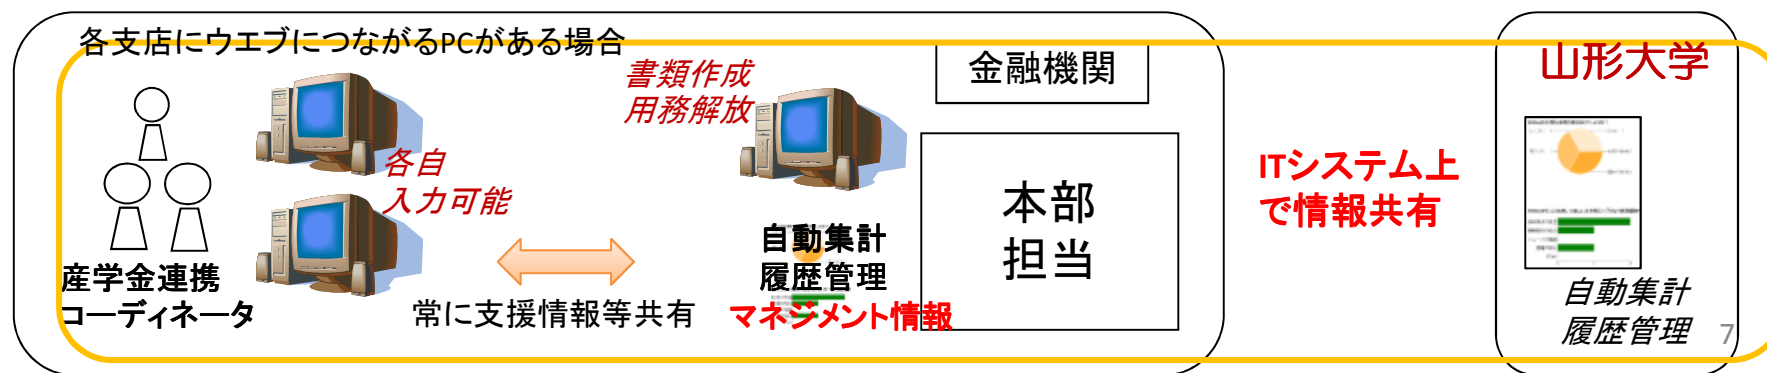 各支店にウエブにつながるPCがある場合
書類作成
用務解放
金融機関
山形大学
各自
入力可能
本部
担当
ITシステム上
で情報共有
産学金連携
コーディネータ
常に支援情報等共有
自動集計
履歴管理
マネジメント情報
自動集計
履歴管理
7